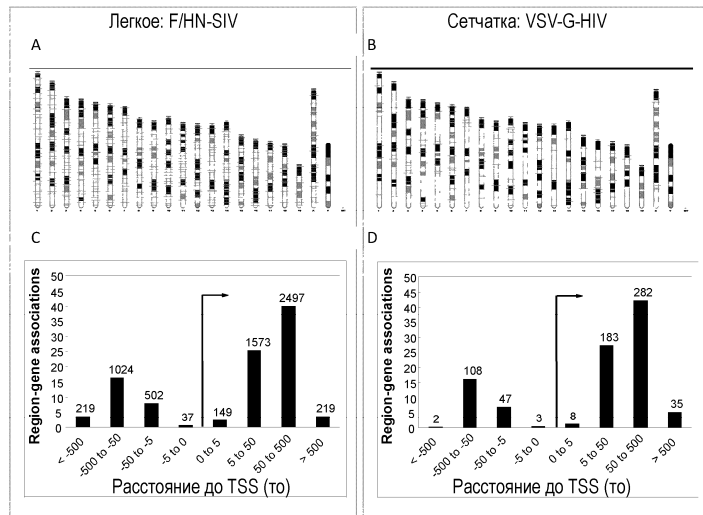 Легкое: F/HN-SIV
Сетчатка: VSV-G-HIV
A
B
C
D
Region-gene associations
50
45
40
35
30
25
20
15
10
5
0
219
1024
502
37
149
1573
2497
219
< -500
-500 to -50
-50 to -5
-5 to 0
0 to 5
5 to 50
50 to 500
> 500
Расстояние до TSS (то)
Region-gene associations
50
45
40
35
30
25
20
15
10
5
0
2
108
47
3
8
183
282
35
< -500
-500 to -50
-50 to -5
-5 to 0
0 to 5
5 to 50
50 to 500
> 500
Расстояние до TSS (то)